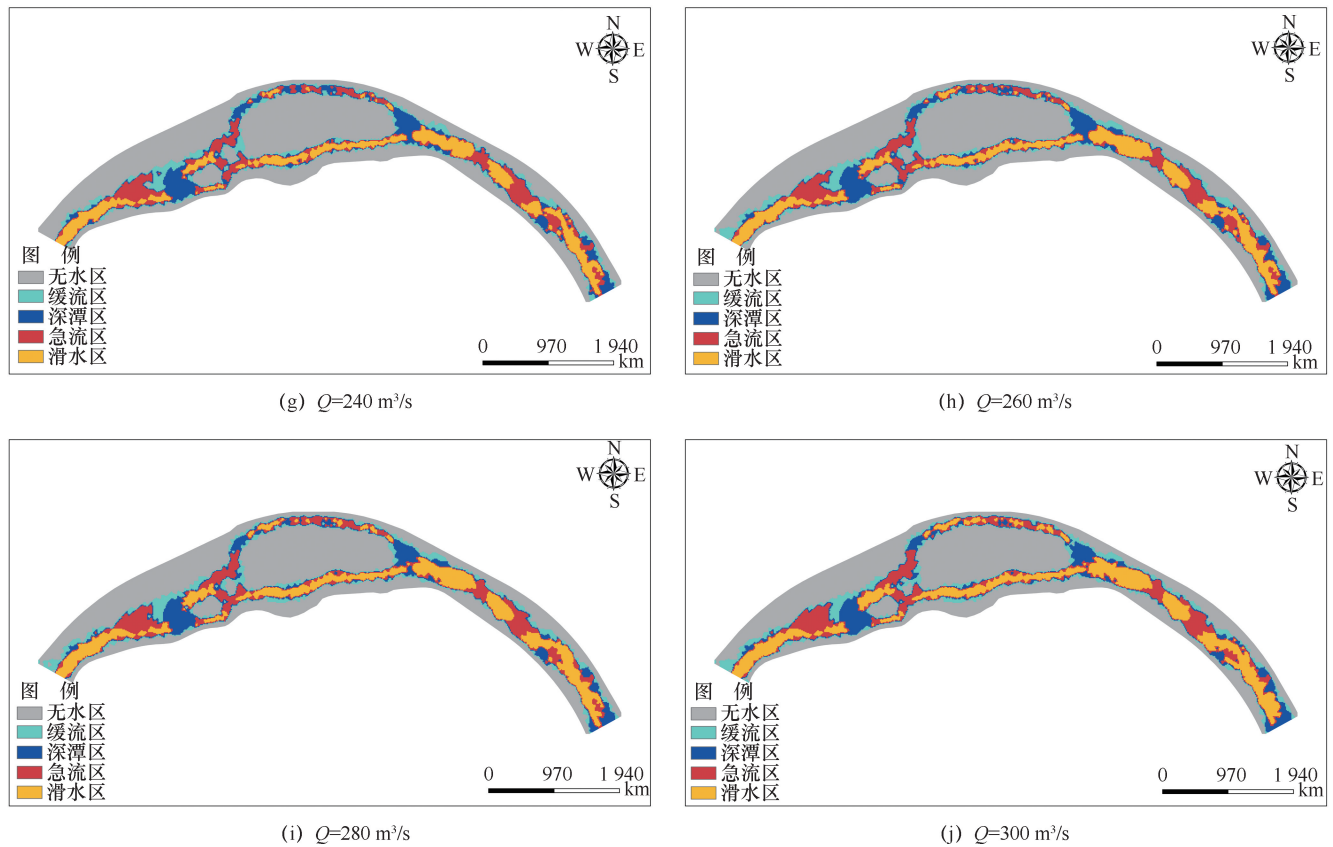 N
W E
S
图 例
无水区
缓流区
深潭区
急流区
滑水区
0 970 1 940
km
(g) Q=240 m³/s
N
W E
S
图 例
无水区
缓流区
深潭区
急流区
滑水区
0 970 1 940
km
(h) Q=260 m³/s
N
W E
S
图 例
无水区
缓流区
深潭区
急流区
滑水区
0 970 1 940
km
(i) Q=280 m³/s
N
W E
S
图 例
无水区
缓流区
深潭区
急流区
滑水区
0 970 1 940
km
(j) Q=300 m³/s